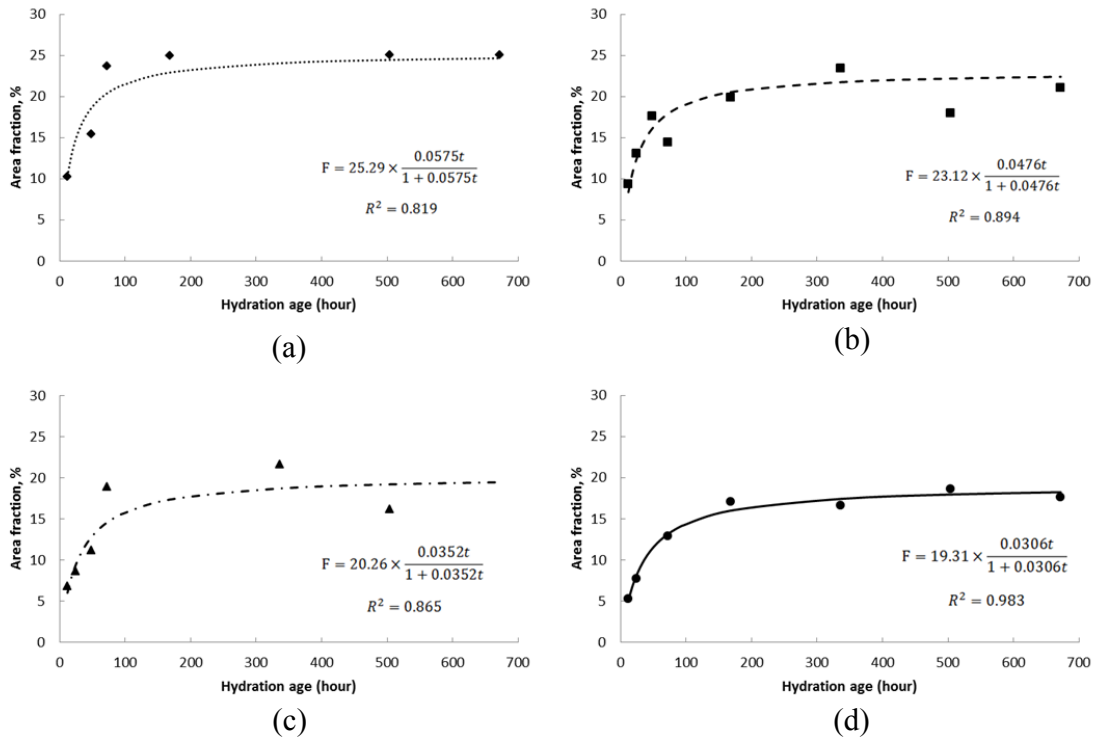 30
25
20
15
10
5
0
Area fraction, %
F = 25.29 × 0.0575t / 1 + 0.0575t
R² = 0.819
0 100 200 300 400 500 600 700
Hydration age (hour)
(a)
30
25
20
15
10
5
0
Area fraction, %
F = 23.12 × 0.0476t / 1 + 0.0476t
R² = 0.894
0 100 200 300 400 500 600 700
Hydration age (hour)
(b)
30
25
20
15
10
5
0
Area fraction, %
F = 20.26 × 0.0352t / 1 + 0.0352t
R² = 0.865
0 100 200 300 400 500 600 700
Hydration age (hour)
(c)
30
25
20
15
10
5
0
Area fraction, %
F = 19.31 × 0.0306t / 1 + 0.0306t
R² = 0.983
0 100 200 300 400 500 600 700
Hydration age (hour)
(d)